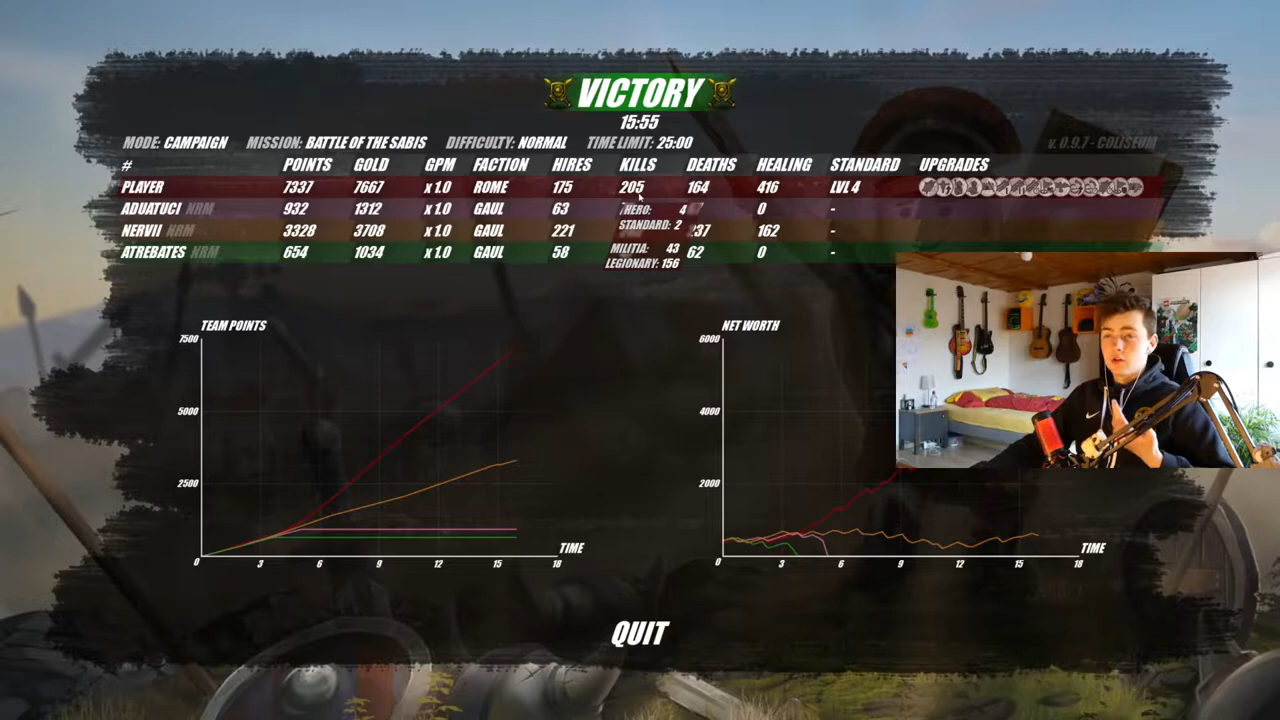 VICTORY
15:55
MODE: CAMPAIGN MISSION: BATTLE OF THE SABIS DIFFICULTY: NORMAL TIME LIMIT: 25:00
v. 0.9.7 - COLISEUM
# POINTS GOLD GPM FACTION HIRES KILLS DEATHS HEALING STANDARD UPGRADES
PLAYER 7337 7667 x 1.0 ROME 175 205 164 416 LVL 4
ADUATUCI NRM 932 1312 x 1.0 GAUL 63 0 -
HERO: 4
STANDARD: 2
NERVII NRM 3328 3708 x 1.0 GAUL 221 162 -
MILITIA: 43
ATREBATES NRM 654 1034 x 1.0 GAUL 58 62 0 -
LEGIONARY: 156
TEAM POINTS
7500
5000
2500
0 3 6 9 12 15 18
TIME
NET WORTH
6000
4000
2000
0 3 6 9 12 15 18
TIME
QUIT